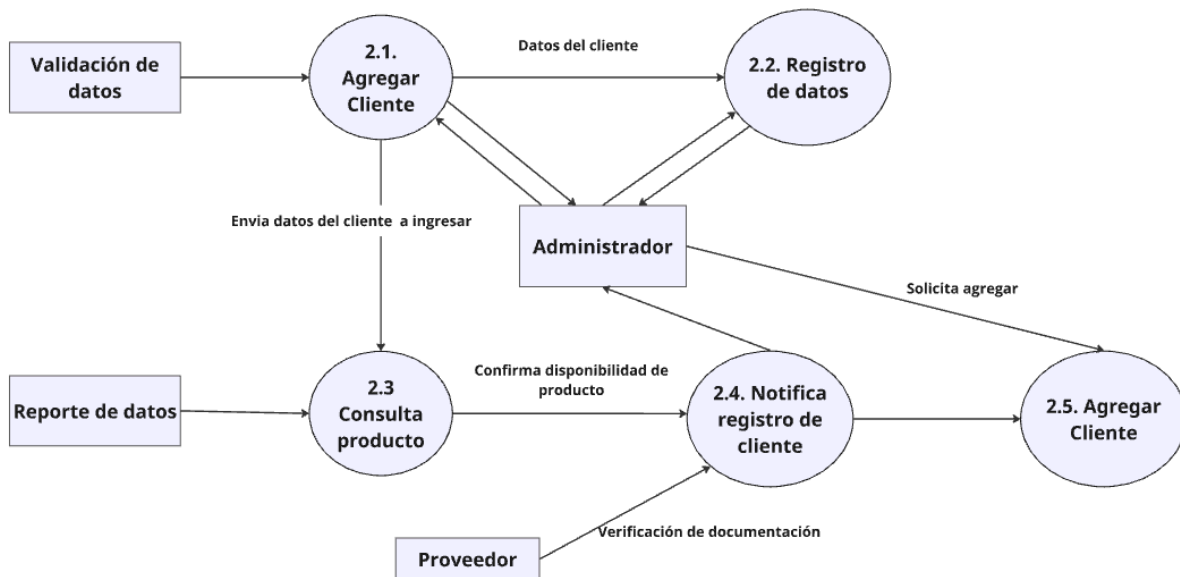 Validación de
datos
2.1.
Agregar
Cliente
Datos del cliente
2.2. Registro
de datos
Envia datos del cliente a ingresar
Administrador
Solicita agregar
Reporte de datos
2.3
Consulta
producto
Confirma disponibilidad de
producto
2.4. Notifica
registro de
cliente
2.5. Agregar
Cliente
Verificación de documentación
Proveedor